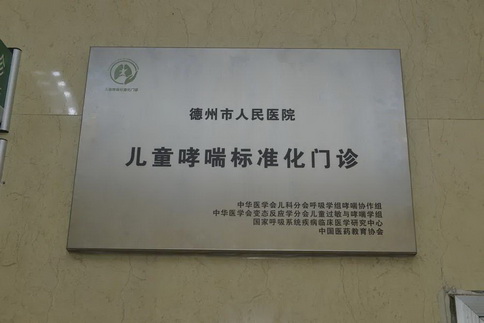 德州市人民医院
儿童哮喘标准化门诊
中华医学会儿科分会呼吸学组哮喘协作组
中华医学会变态反应学分会儿童过敏与哮喘学组
国家呼吸系统疾病临床医学研究中心
中国医药教育协会